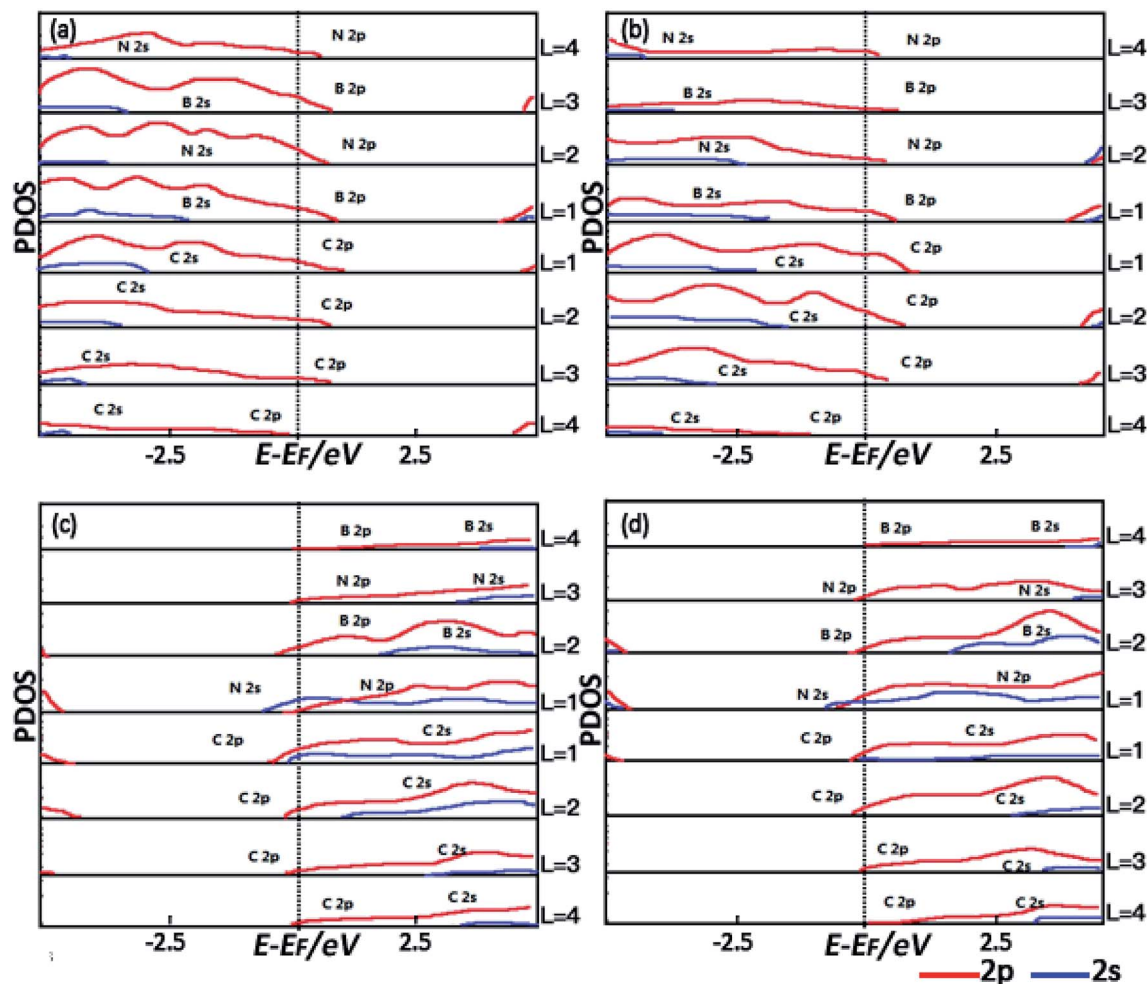 (a)
N 2s N 2p L=4
B 2s B 2p L=3
N 2s N 2p L=2
B 2s B 2p L=1
C 2s C 2p L=1
C 2s C 2p L=2
C 2s C 2p L=3
C 2s C 2p L=4
PDOS
-2.5 E-EF/eV 2.5
(b)
N 2s N 2p L=4
B 2s B 2p L=3
N 2s N 2p L=2
B 2s B 2p L=1
C 2s C 2p L=1
C 2s C 2p L=2
C 2s C 2p L=3
C 2s C 2p L=4
PDOS
-2.5 E-EF/eV 2.5
(c)
B 2p B 2s L=4
N 2p N 2s L=3
B 2p B 2s L=2
N 2s N 2p L=1
C 2p C 2s L=1
C 2p C 2s L=2
C 2p C 2s L=3
C 2p C 2s L=4
PDOS
-2.5 E-EF/eV 2.5
(d)
B 2p B 2s L=4
N 2p N 2s L=3
B 2p B 2s L=2
N 2s N 2p L=1
C 2p C 2s L=1
C 2p C 2s L=2
C 2p C 2s L=3
C 2p C 2s L=4
PDOS
-2.5 E-EF/eV 2.5
2p 2s